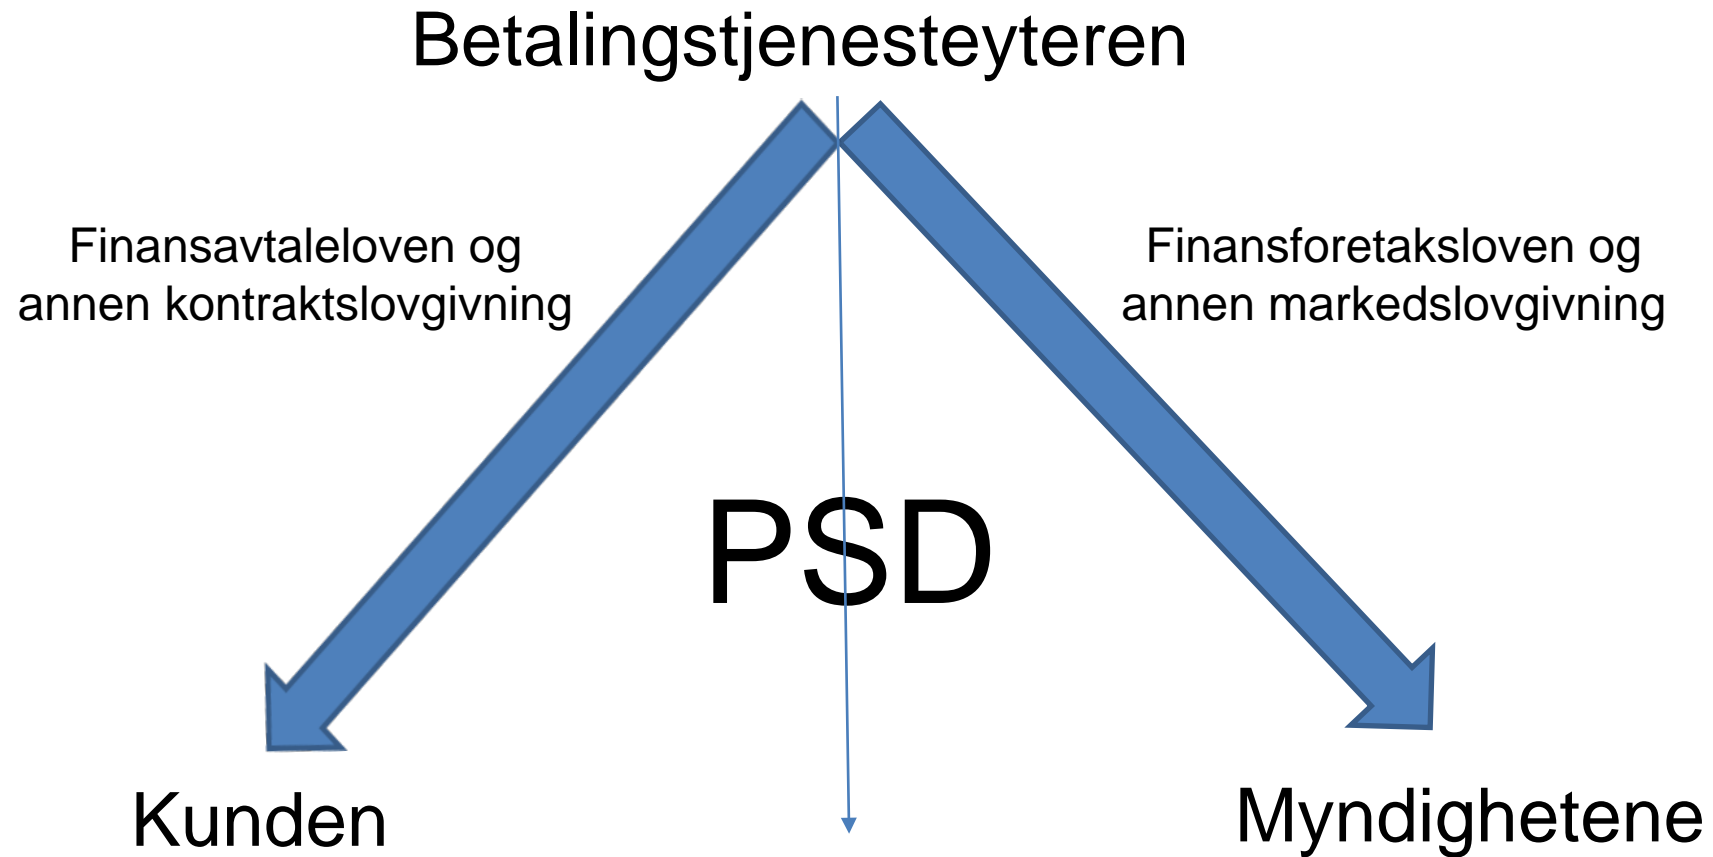 Betalingstjenesteyteren
Finansavtaleloven og
annen kontraktslovgivning
Finansforetaksloven og
annen markedslovgivning
PSD
Kunden
Myndighetene